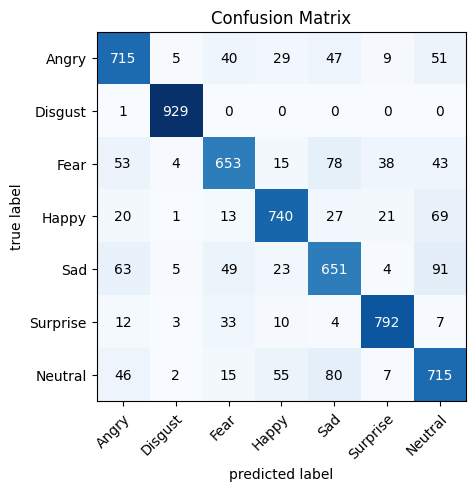 Confusion Matrix
Angry 715 5 40 29 47 9 51
Disgust 1 929 0 0 0 0 0
Fear 53 4 653 15 78 38 43
Happy 20 1 13 740 27 21 69
Sad 63 5 49 23 651 4 91
Surprise 12 3 33 10 4 792 7
Neutral 46 2 15 55 80 7 715
true label
Angry Disgust Fear Happy Sad Surprise Neutral
predicted label